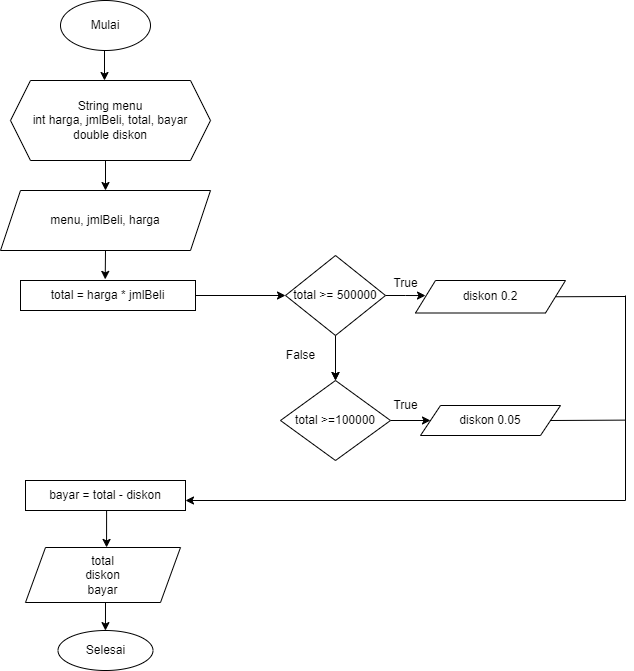 Mulai
String menu
int harga, jmlBeli, total, bayar
double diskon
menu, jmlBeli, harga
total = harga * jmlBeli
total >= 500000
True
diskon 0.2
False
total >=100000
True
diskon 0.05
bayar = total - diskon
total
diskon
bayar
Selesai